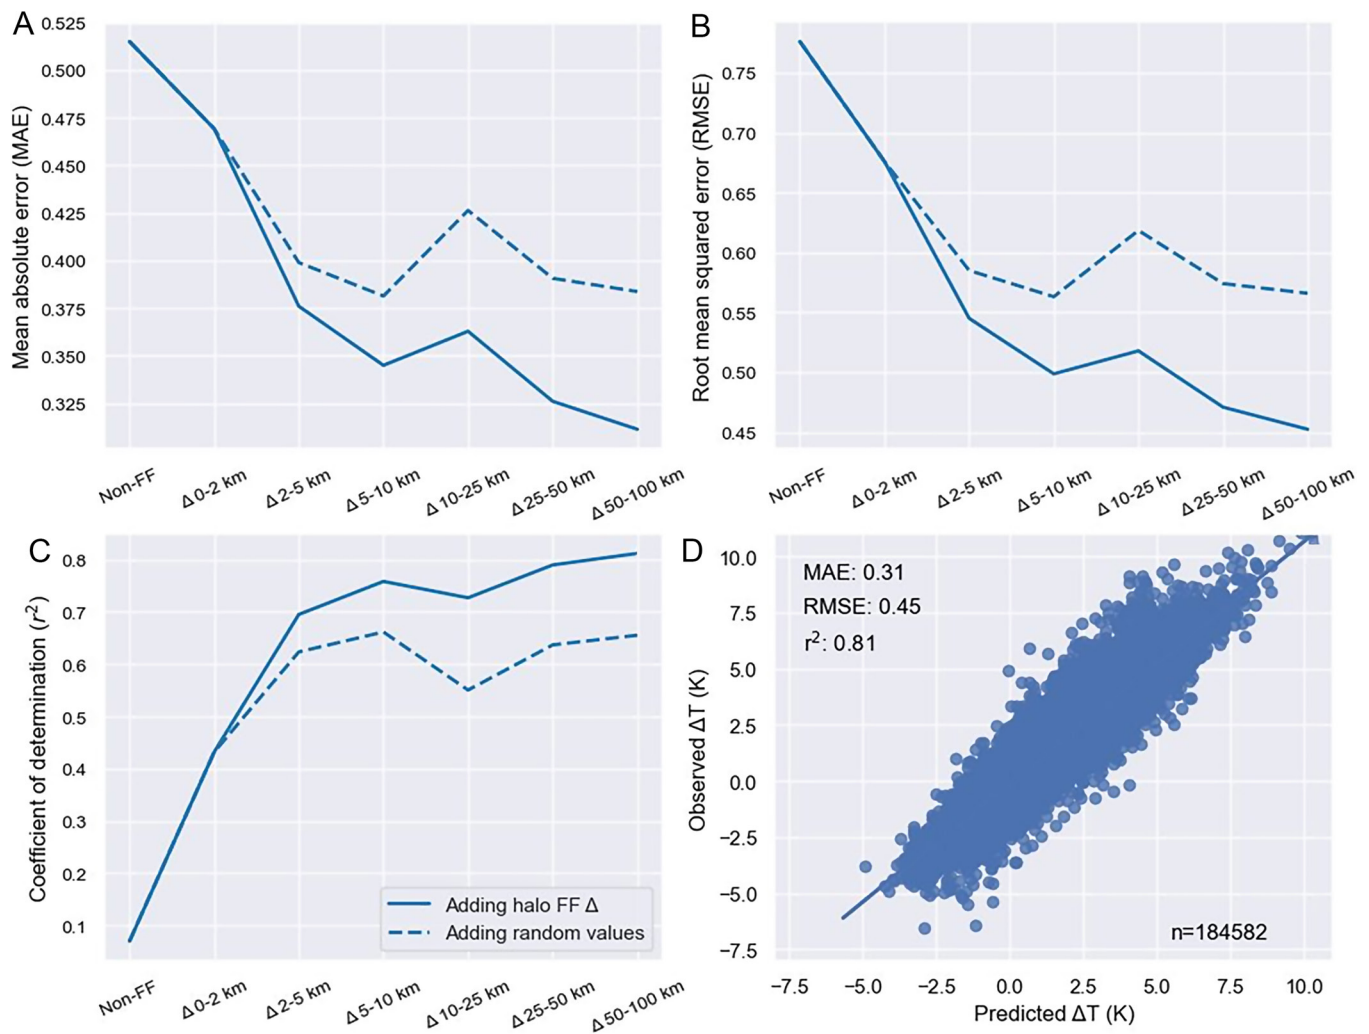 A
Mean absolute error (MAE)
0.525
0.500
0.475
0.450
0.425
0.400
0.375
0.350
0.325
Non-FF
Δ 0-2 km
Δ 2-5 km
Δ 5-10 km
Δ 10-25 km
Δ 25-50 km
Δ 50-100 km
B
Root mean squared error (RMSE)
0.75
0.70
0.65
0.60
0.55
0.50
0.45
Non-FF
Δ 0-2 km
Δ 2-5 km
Δ 5-10 km
Δ 10-25 km
Δ 25-50 km
Δ 50-100 km
C
Coefficient of determination (r²)
0.8
0.7
0.6
0.5
0.4
0.3
0.2
0.1
Adding halo FF Δ
Adding random values
Non-FF
Δ 0-2 km
Δ 2-5 km
Δ 5-10 km
Δ 10-25 km
Δ 25-50 km
Δ 50-100 km
D
Observed ΔT (K)
10.0
7.5
5.0
2.5
0.0
−2.5
−5.0
−7.5
MAE: 0.31
RMSE: 0.45
r²: 0.81
n=184582
−7.5 −5.0 −2.5 0.0 2.5 5.0 7.5 10.0
Predicted ΔT (K)